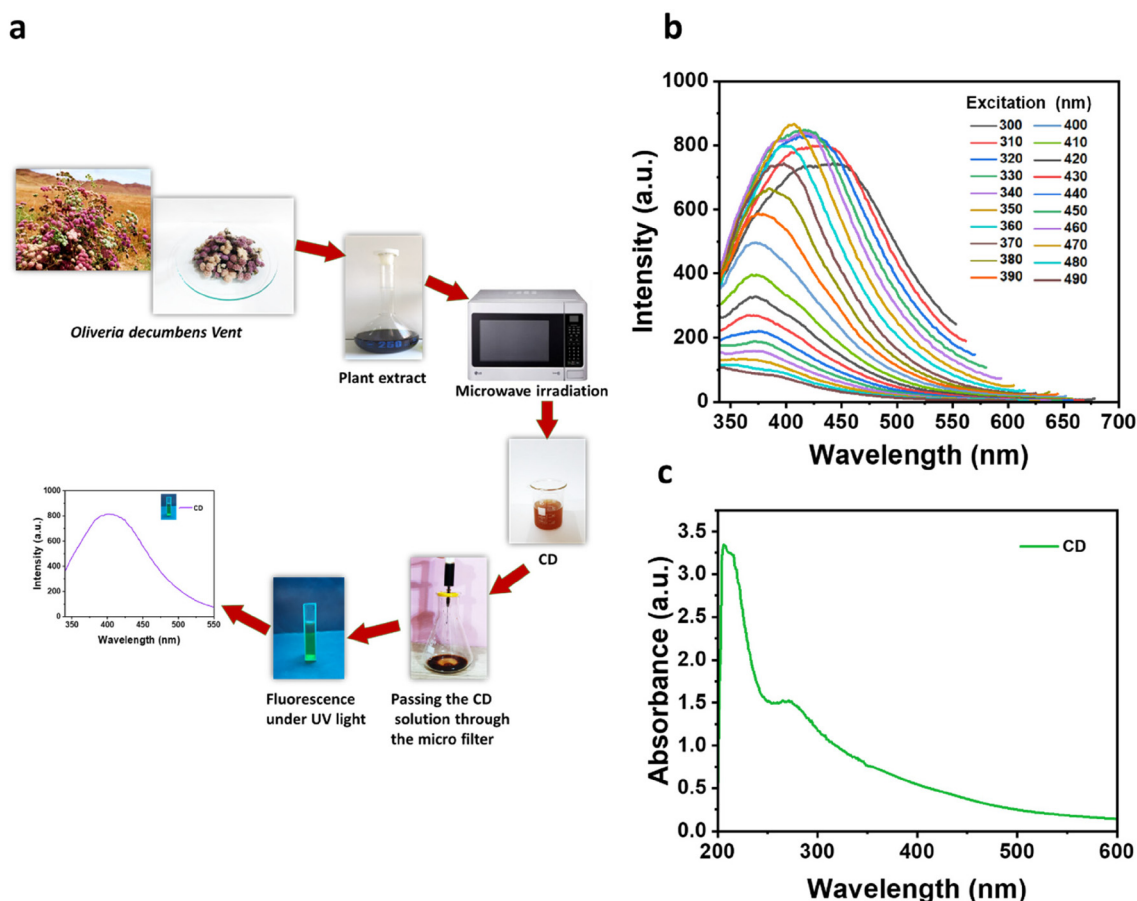 a
Oliveria decumbens Vent
Plant extract
Microwave irradiation
CD
Passing the CD
solution through
the micro filter
Fluorescence
under UV light
1000
800
600
400
200
0
Intensity (a.u.)
CD
350 400 450 500 550
Wavelength (nm)
b
1000
900
800
700
600
500
400
300
200
100
0
Intensity (a.u.)
Excitation (nm)
300 400
310 410
320 420
330 430
340 440
350 450
360 460
370 470
380 480
390 490
350 400 450 500 550 600 650 700
Wavelength (nm)
c
3.5
3.0
2.5
2.0
1.5
1.0
0.5
0.0
Absorbance (a.u.)
CD
200 300 400 500 600
Wavelength (nm)